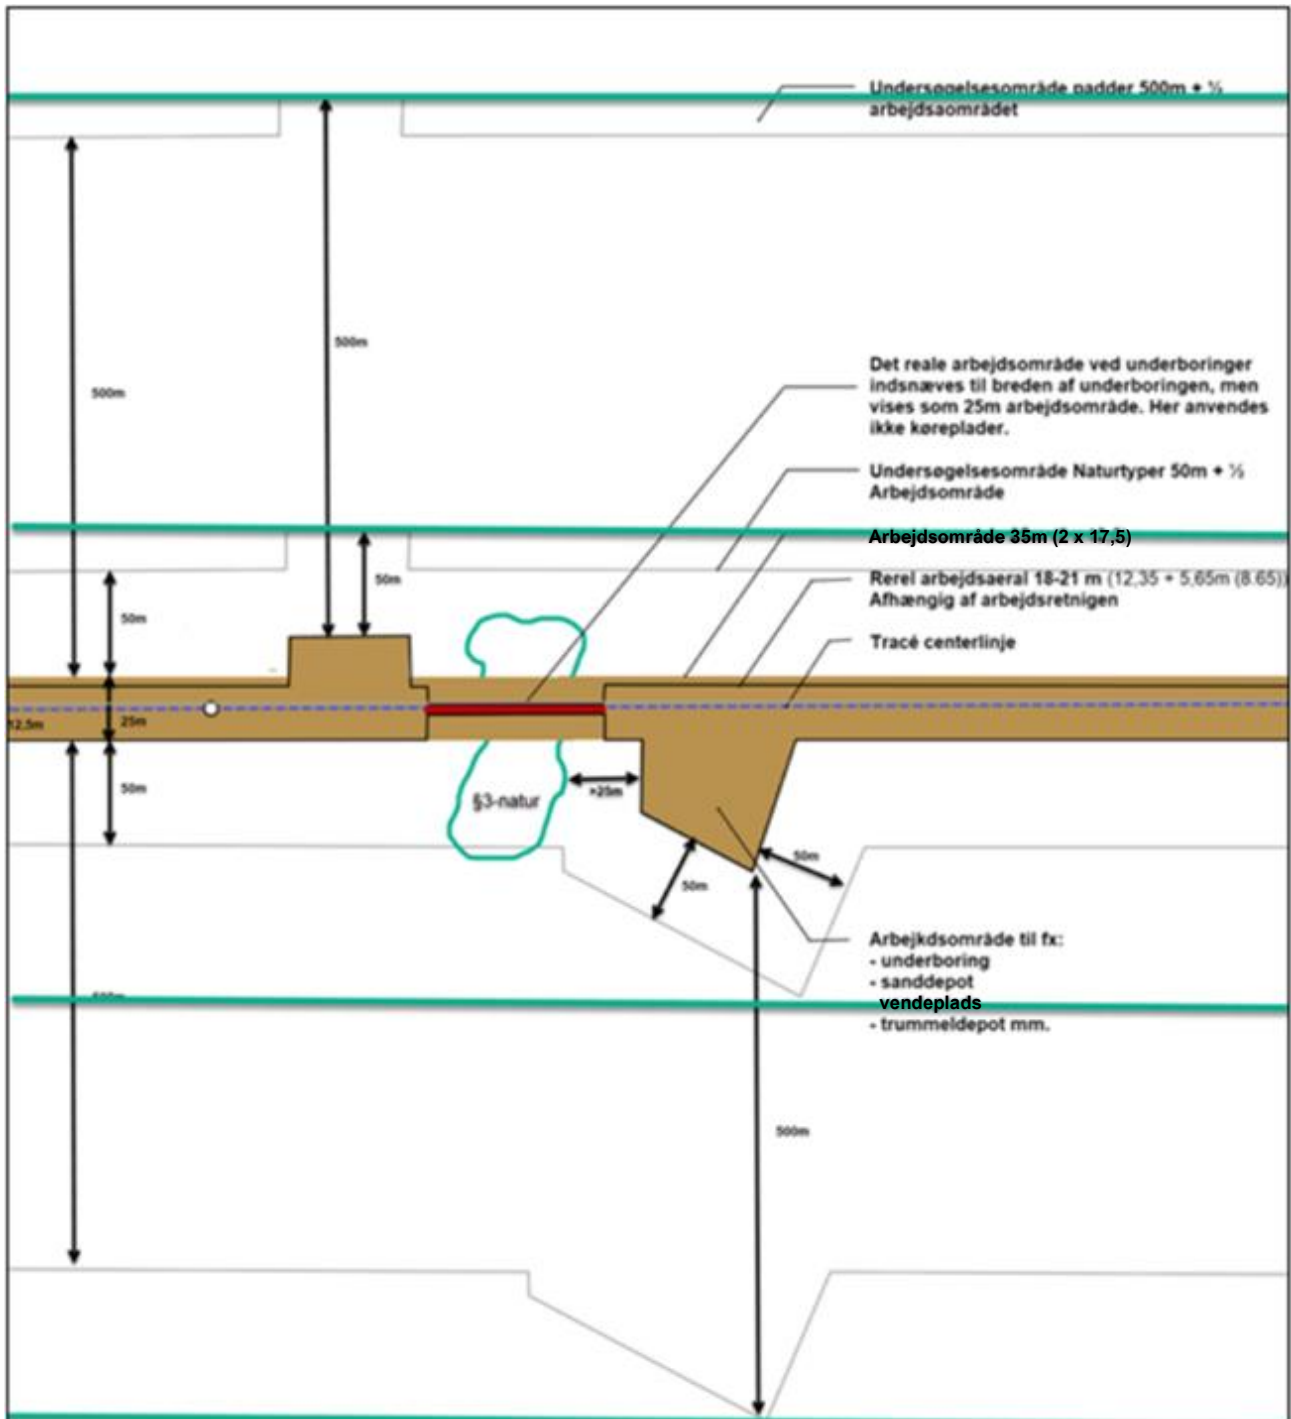 Undersøgelsesområde padder 500m + ½
arbejdsaområdet
500m
500m
Det reale arbejdsområde ved underboringer
indsnæves til breden af underboringen, men
vises som 25m arbejdsområde. Her anvendes
ikke køreplader.
Undersøgelsesområde Naturtyper 50m + ½
Arbejdsområde
Arbejdsområde 35m (2 x 17,5)
50m
Rerel arbejdsaeral 18-21 m (12,35 + 5,65m (8.65))
Afhængig af arbejdsretnigen
50m
Tracé centerlinje
12,5m
25m
50m
>25m
§3-natur
50m
50m
Arbejkdsområde til fx:
- underboring
- sanddepot
vendeplads
- trummeldepot mm.
500m
500m